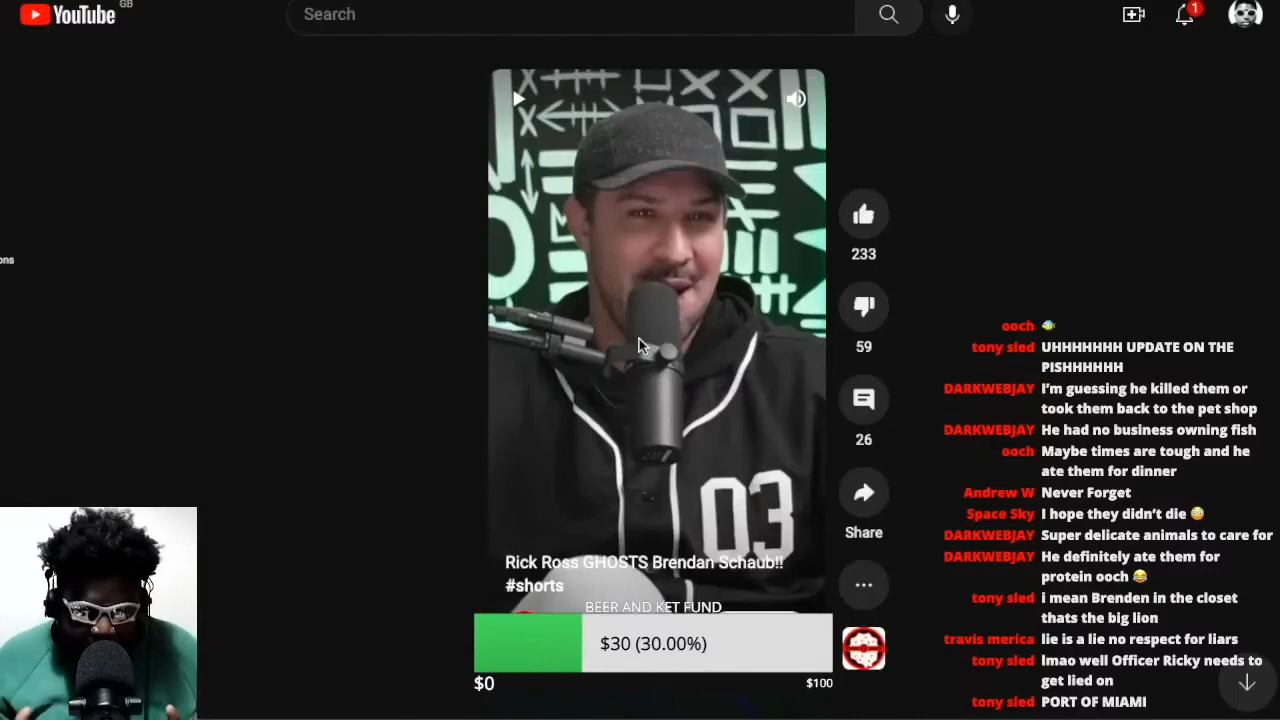 YouTube GB
Search
1
ons
233
59
26
Share
03
Rick Ross GHOSTS Brendan Schaub!!
#shorts
BEER AND KET FUND
$30 (30.00%)
$0
$100
ooch
tony sled UHHHHHHH UPDATE ON THE
PISHHHHHH
DARKWEBJAY I'm guessing he killed them or
took them back to the pet shop
DARKWEBJAY He had no business owning fish
ooch Maybe times are tough and he
ate them for dinner
Andrew W Never Forget
Space Sky I hope they didn't die
DARKWEBJAY Super delicate animals to care for
DARKWEBJAY He definitely ate them for
protein ooch
tony sled i mean Brenden in the closet
thats the big lion
travis merica lie is a lie no respect for liars
tony sled lmao well Officer Ricky needs to
get lied on
tony sled PORT OF MIAMI